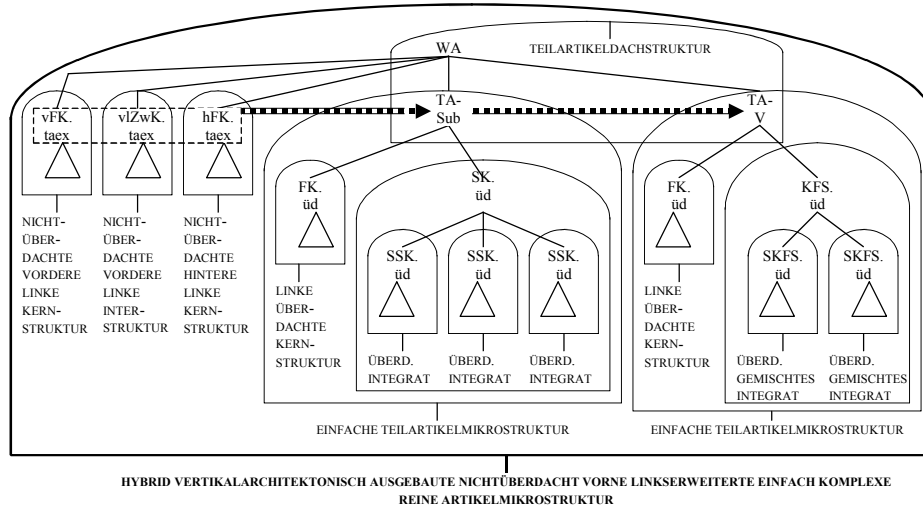 TEILARTIKELDACHSTRUKTUR
WA
vFK.
taex
vlZwK.
taex
hFK.
taex
TA-
Sub
TA-
V
FK.
üd
SK.
üd
FK.
üd
KFS.
üd
SSK.
üd
SSK.
üd
SSK.
üd
SKFS.
üd
SKFS.
üd
NICHT-
ÜBER-
DACHTE
VORDERE
LINKE
KERN-
STRUKTUR
NICHT-
ÜBER-
DACHTE
VORDERE
LINKE
INTER-
STRUKTUR
NICHT-
ÜBER-
DACHTE
HINTERE
LINKE
KERN-
STRUKTUR
LINKE
ÜBER-
DACHTE
KERN-
STRUKTUR
ÜBERD.
INTEGRAT
ÜBERD.
INTEGRAT
ÜBERD.
INTEGRAT
LINKE
ÜBER-
DACHTE
KERN-
STRUKTUR
ÜBERD.
GEMISCHTES
INTEGRAT
ÜBERD.
GEMISCHTES
INTEGRAT
EINFACHE TEILARTIKELMIKROSTRUKTUR
EINFACHE TEILARTIKELMIKROSTRUKTUR
HYBRID VERTIKALARCHITEKTONISCH AUSGEBAUTE NICHTÜBERDACHT VORNE LINKSERWEITERTE EINFACH KOMPLEXE
REINE ARTIKELMIKROSTRUKTUR